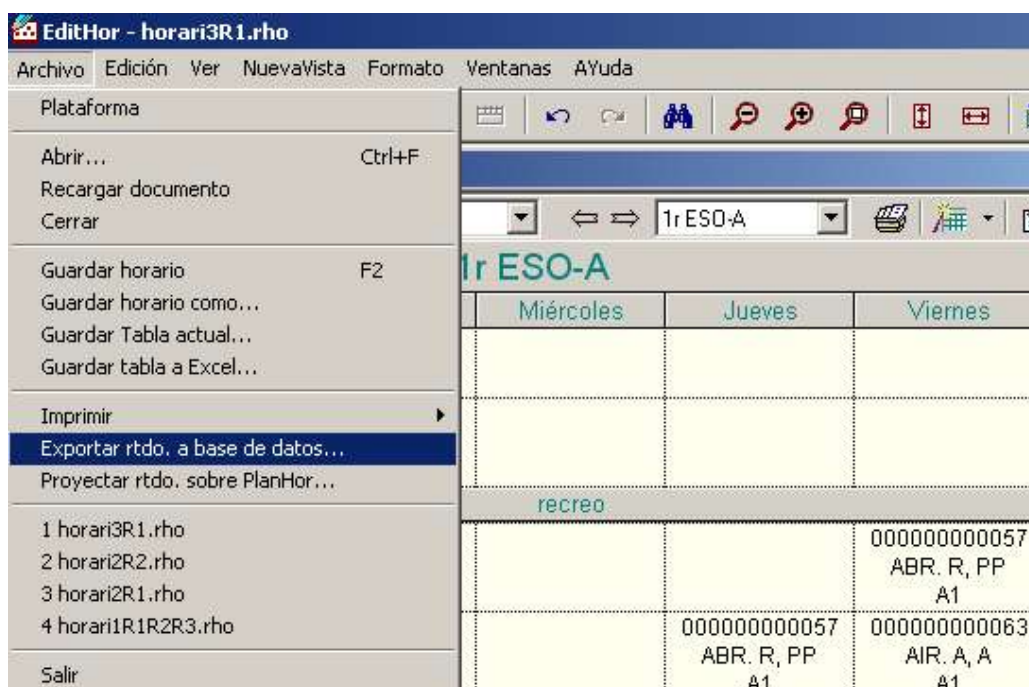 EditHor - horari3R1.rho
Archivo Edición Ver NuevaVista Formato Ventanas AYuda
Plataforma
Abrir... Ctrl+F
Recargar documento
Cerrar
Guardar horario F2
Guardar horario como...
Guardar Tabla actual...
Guardar tabla a Excel...
Imprimir
Exportar rtdo. a base de datos...
Proyectar rtdo. sobre PlanHor...
1 horari3R1.rho
2 horari2R2.rho
3 horari2R1.rho
4 horari1R1R2R3.rho
Salir
1r ESO-A
1r ESO-A
Miércoles Jueves Viernes
recreo
000000000057
ABR. R, PP
A1
000000000057 000000000063
ABR. R, PP AIR. A, A
A1 A1